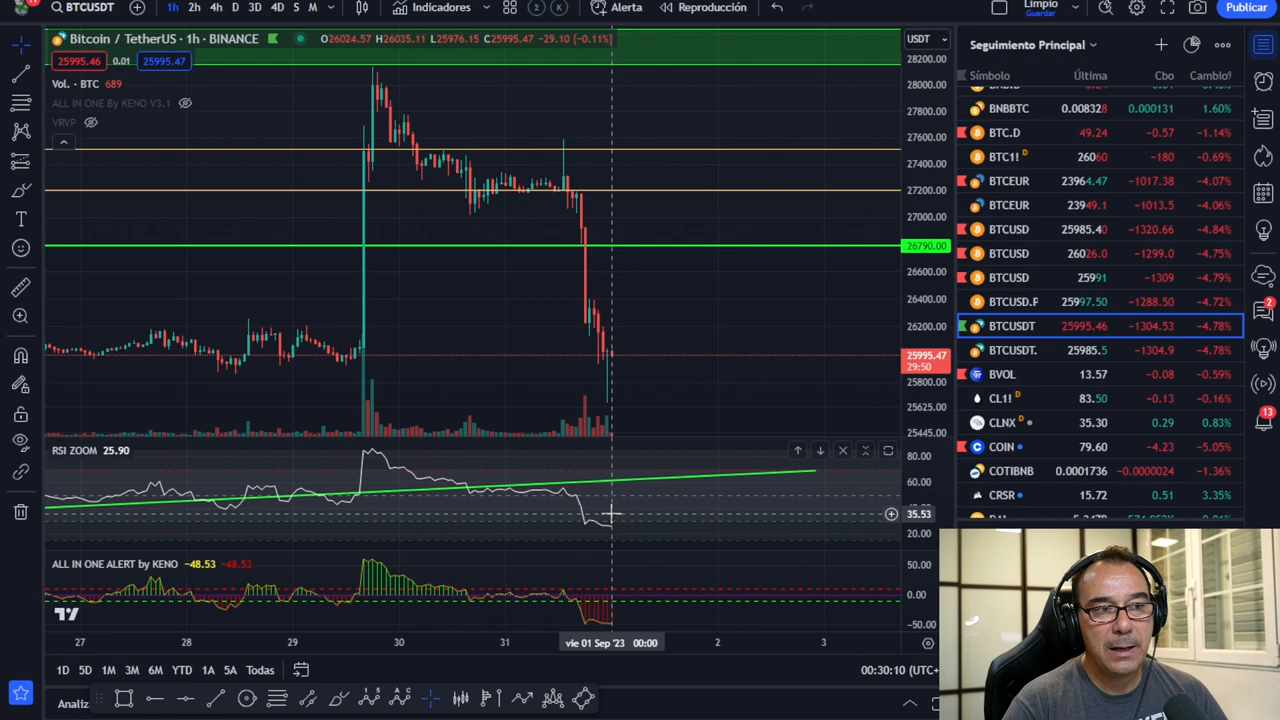 BTCUSDT 1h 2h 4h D 3D 4D S M Indicadores 2 K Alerta Reproducción Limpio Publicar
Guardar
Bitcoin / TetherUS · 1h · BINANCE O26024.57 H26035.11 L25976.15 C25995.47 −29.10 (−0.11%)
25995.46 0.01 25995.47
Vol. · BTC 689
ALL IN ONE By KENO V3.1
VRVP
USDT
28200.00
28000.00
27800.00
27600.00
27400.00
27200.00
27000.00
26790.00
26600.00
26400.00
26200.00
25995.47
29:50
25800.00
25625.00
25445.00
RSI ZOOM 25.90
80.00
60.00
35.53
20.00
ALL IN ONE ALERT by KENO −48.53 −48.53
50.00
0.00
−50.00
27 28 29 30 31 vie 01 Sep '23 00:00 2 3
1D 5D 1M 3M 6M YTD 1A 5A Todas 00:30:10 (UTC+
Analiz
Seguimiento Principal
Símbolo Última Cbo Cambio%
BNBBTC 0.008328 0.000131 1.60%
BTC.D 49.24 −0.57 −1.14%
BTC1! D 26060 −180 −0.69%
BTCEUR 23964.47 −1017.38 −4.07%
BTCEUR 23949.1 −1013.5 −4.06%
BTCUSD 25985.40 −1320.66 −4.84%
BTCUSD 26026.0 −1299.0 −4.75%
BTCUSD 25991 −1309 −4.79%
BTCUSD.P 25997.50 −1288.50 −4.72%
BTCUSDT 25995.46 −1304.53 −4.78%
BTCUSDT. 25985.5 −1304.9 −4.78%
BVOL 13.57 −0.08 −0.59%
CL1! D 83.50 −0.13 −0.16%
CLNX D 35.30 0.29 0.83%
COIN 79.60 −4.23 −5.05%
COTIBNB 0.0001736 −0.0000024 −1.36%
CRSR 15.72 0.51 3.35%
2
13